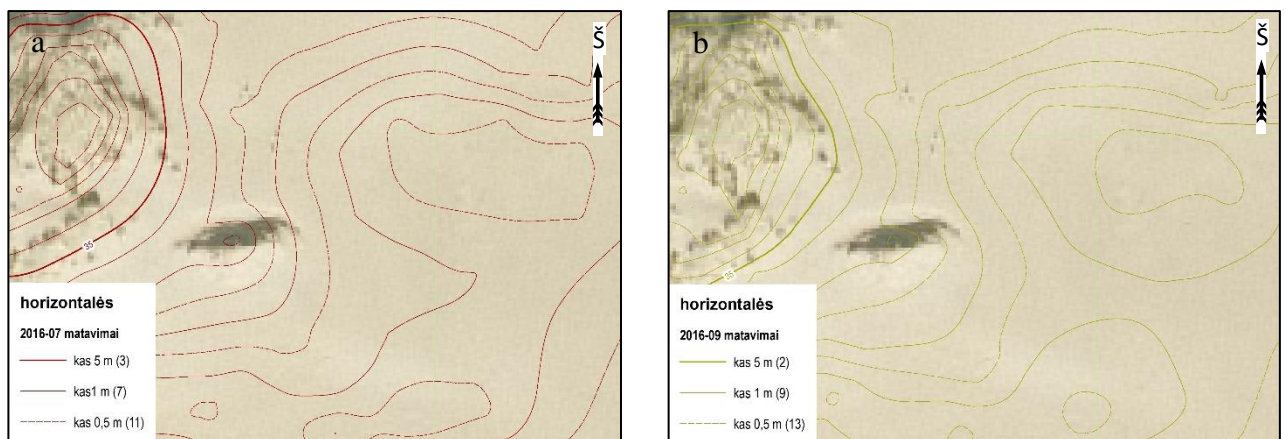 a
Š
35
horizontalės
2016-07 matavimai
kas 5 m (3)
kas1 m (7)
kas 0,5 m (11)
b
Š
35
horizontalės
2016-09 matavimai
kas 5 m (2)
kas 1 m (9)
kas 0,5 m (13)